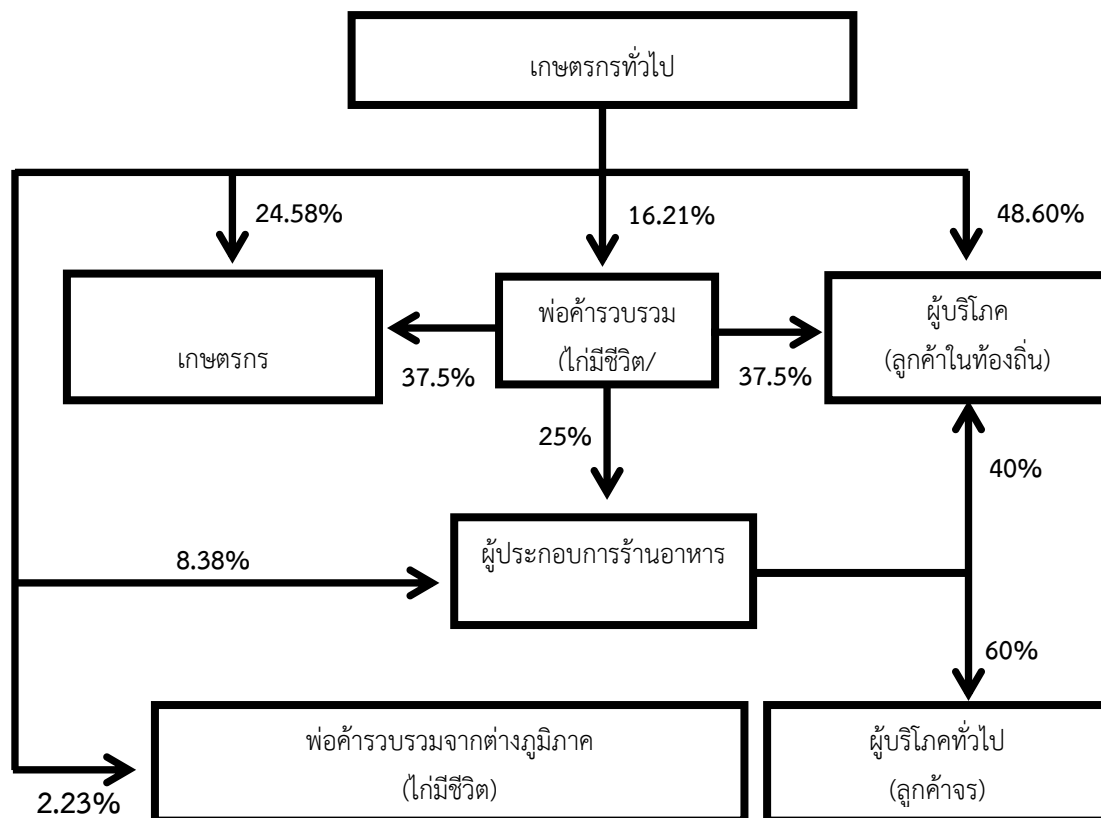 เกษตรกรทั่วไป
24.58%
16.21%
48.60%
เกษตรกร
พ่อค้ารวบรวม
(ไก่มีชีวิต/
ผู้บริโภค
(ลูกค้าในท้องถิ่น)
37.5%
37.5%
25%
40%
8.38%
ผู้ประกอบการร้านอาหาร
60%
พ่อค้ารวบรวมจากต่างภูมิภาค
(ไก่มีชีวิต)
ผู้บริโภคทั่วไป
(ลูกค้าจร)
2.23%